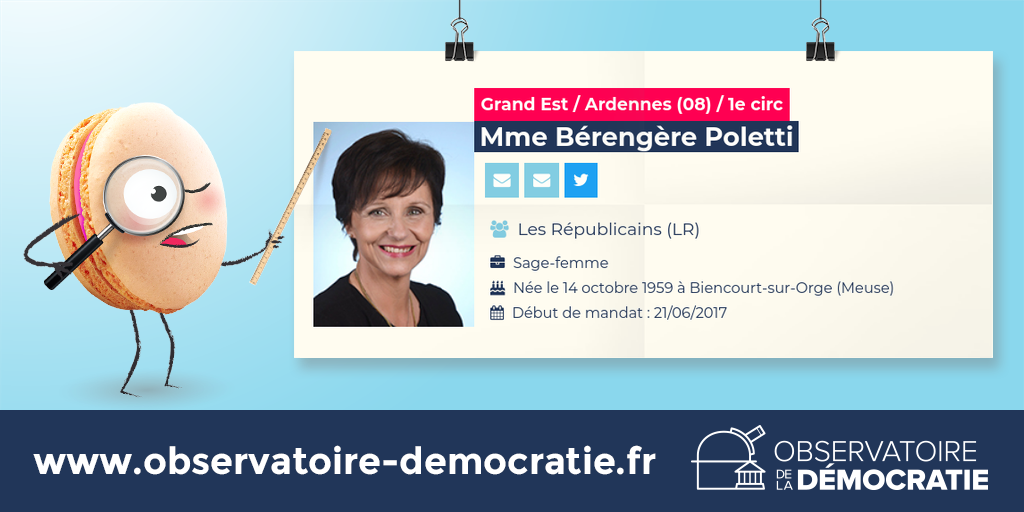 Grand Est / Ardennes (08) / 1e circ
Mme Bérengère Poletti
Les Républicains (LR)
Sage-femme
Née le 14 octobre 1959 à Biencourt-sur-Orge (Meuse)
Début de mandat : 21/06/2017
www.observatoire-democratie.fr
OBSERVATOIRE
DE LA DÉMOCRATIE